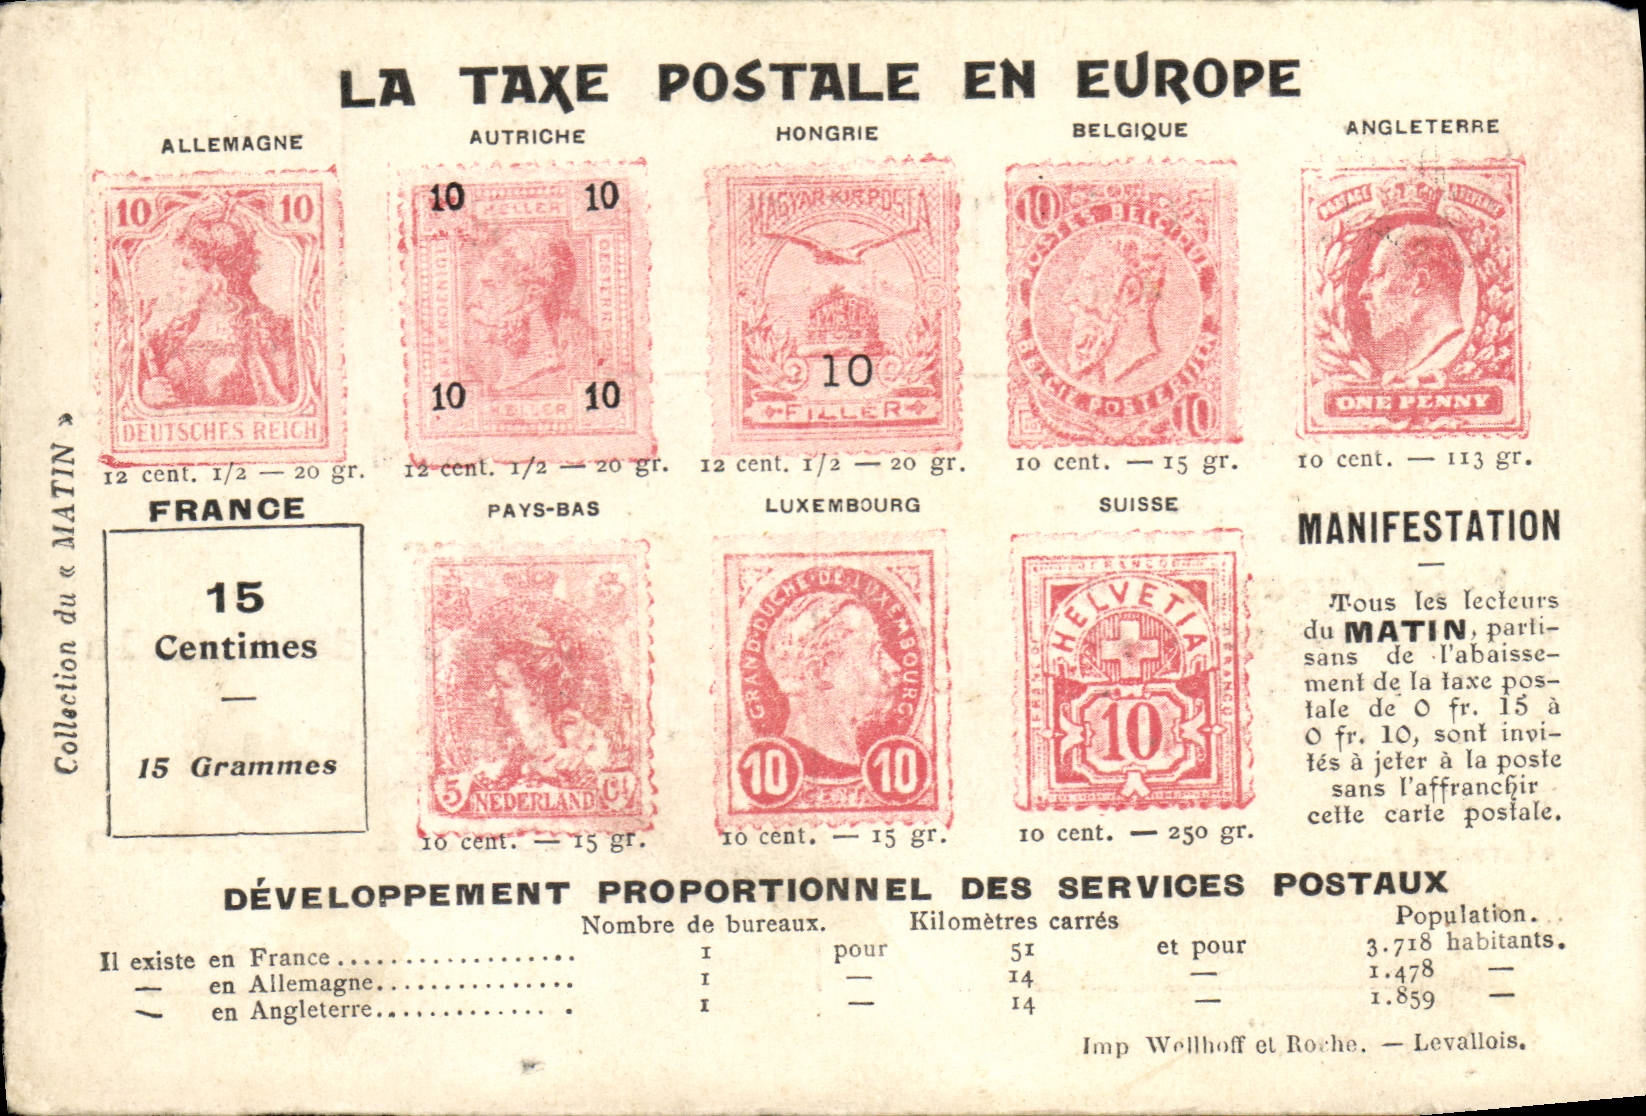 LA TAXE POSTALE EN EUROPE
ALLEMAGNE AUTRICHE HONGRIE BELGIQUE ANGLETERRE
10 10
DEUTSCHES REICH
10 10
HELLER
10 10
HELLER
MAGYAR KIR POSTA
10
FILLER
10
POSTES BELGIQUE
BELGIE POSTERIJEN
10
POSTAGE REVENUE
ONE PENNY
12 cent. 1/2 — 20 gr. 12 cent. 1/2 — 20 gr. 12 cent. 1/2 — 20 gr. 10 cent. — 15 gr. 10 cent. — 113 gr.
Collection du « MATIN »
FRANCE PAYS-BAS LUXEMBOURG SUISSE
15
Centimes
—
15 Grammes
5 NEDERLAND Ct
GRAND-DUCHÉ DE LUXEMBOURG
10 10
CENT.
FRANCO
HELVETIA
10
10 cent. — 15 gr. 10 cent. — 15 gr. 10 cent. — 250 gr.
MANIFESTATION
—
Tous les lecteurs
du MATIN, parti-
sans de l'abaisse-
ment de la taxe pos-
tale de 0 fr. 15 à
0 fr. 10, sont invi-
tés à jeter à la poste
sans l'affranchir
cette carte postale.
DÉVELOPPEMENT PROPORTIONNEL DES SERVICES POSTAUX
Nombre de bureaux. Kilomètres carrés Population.
Il existe en France.................. 1 pour 51 et pour 3.718 habitants.
— en Allemagne............... 1 — 14 — 1.478 —
— en Angleterre.............. 1 — 14 — 1.859 —
Imp Wellhoff et Roche. — Levallois.